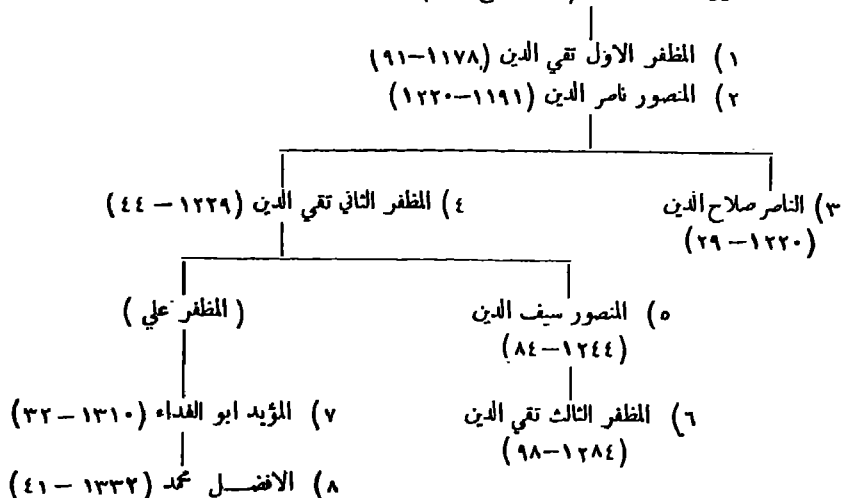 ١) المظفر الاول تقي الدين (١١٧٨–٩١)
٢) المنصور ناصر الدين (١١٩١–١٢٢٠)
٣) الناصر صلاح الدين
(١٢٢٠–٢٩)
٤) المظفر الثاني تقي الدين (١٢٢٩–٤٤)
٥) المنصور سيف الدين
(١٢٤٤–٨٤)
(المظفر علي)
٦) المظفر الثالث تقي الدين
(١٢٨٤–٩٨)
٧) المؤيد ابو الفداء (١٣١٠–٣٢)
٨) الافضل محمد (١٣٣٢–٤١)